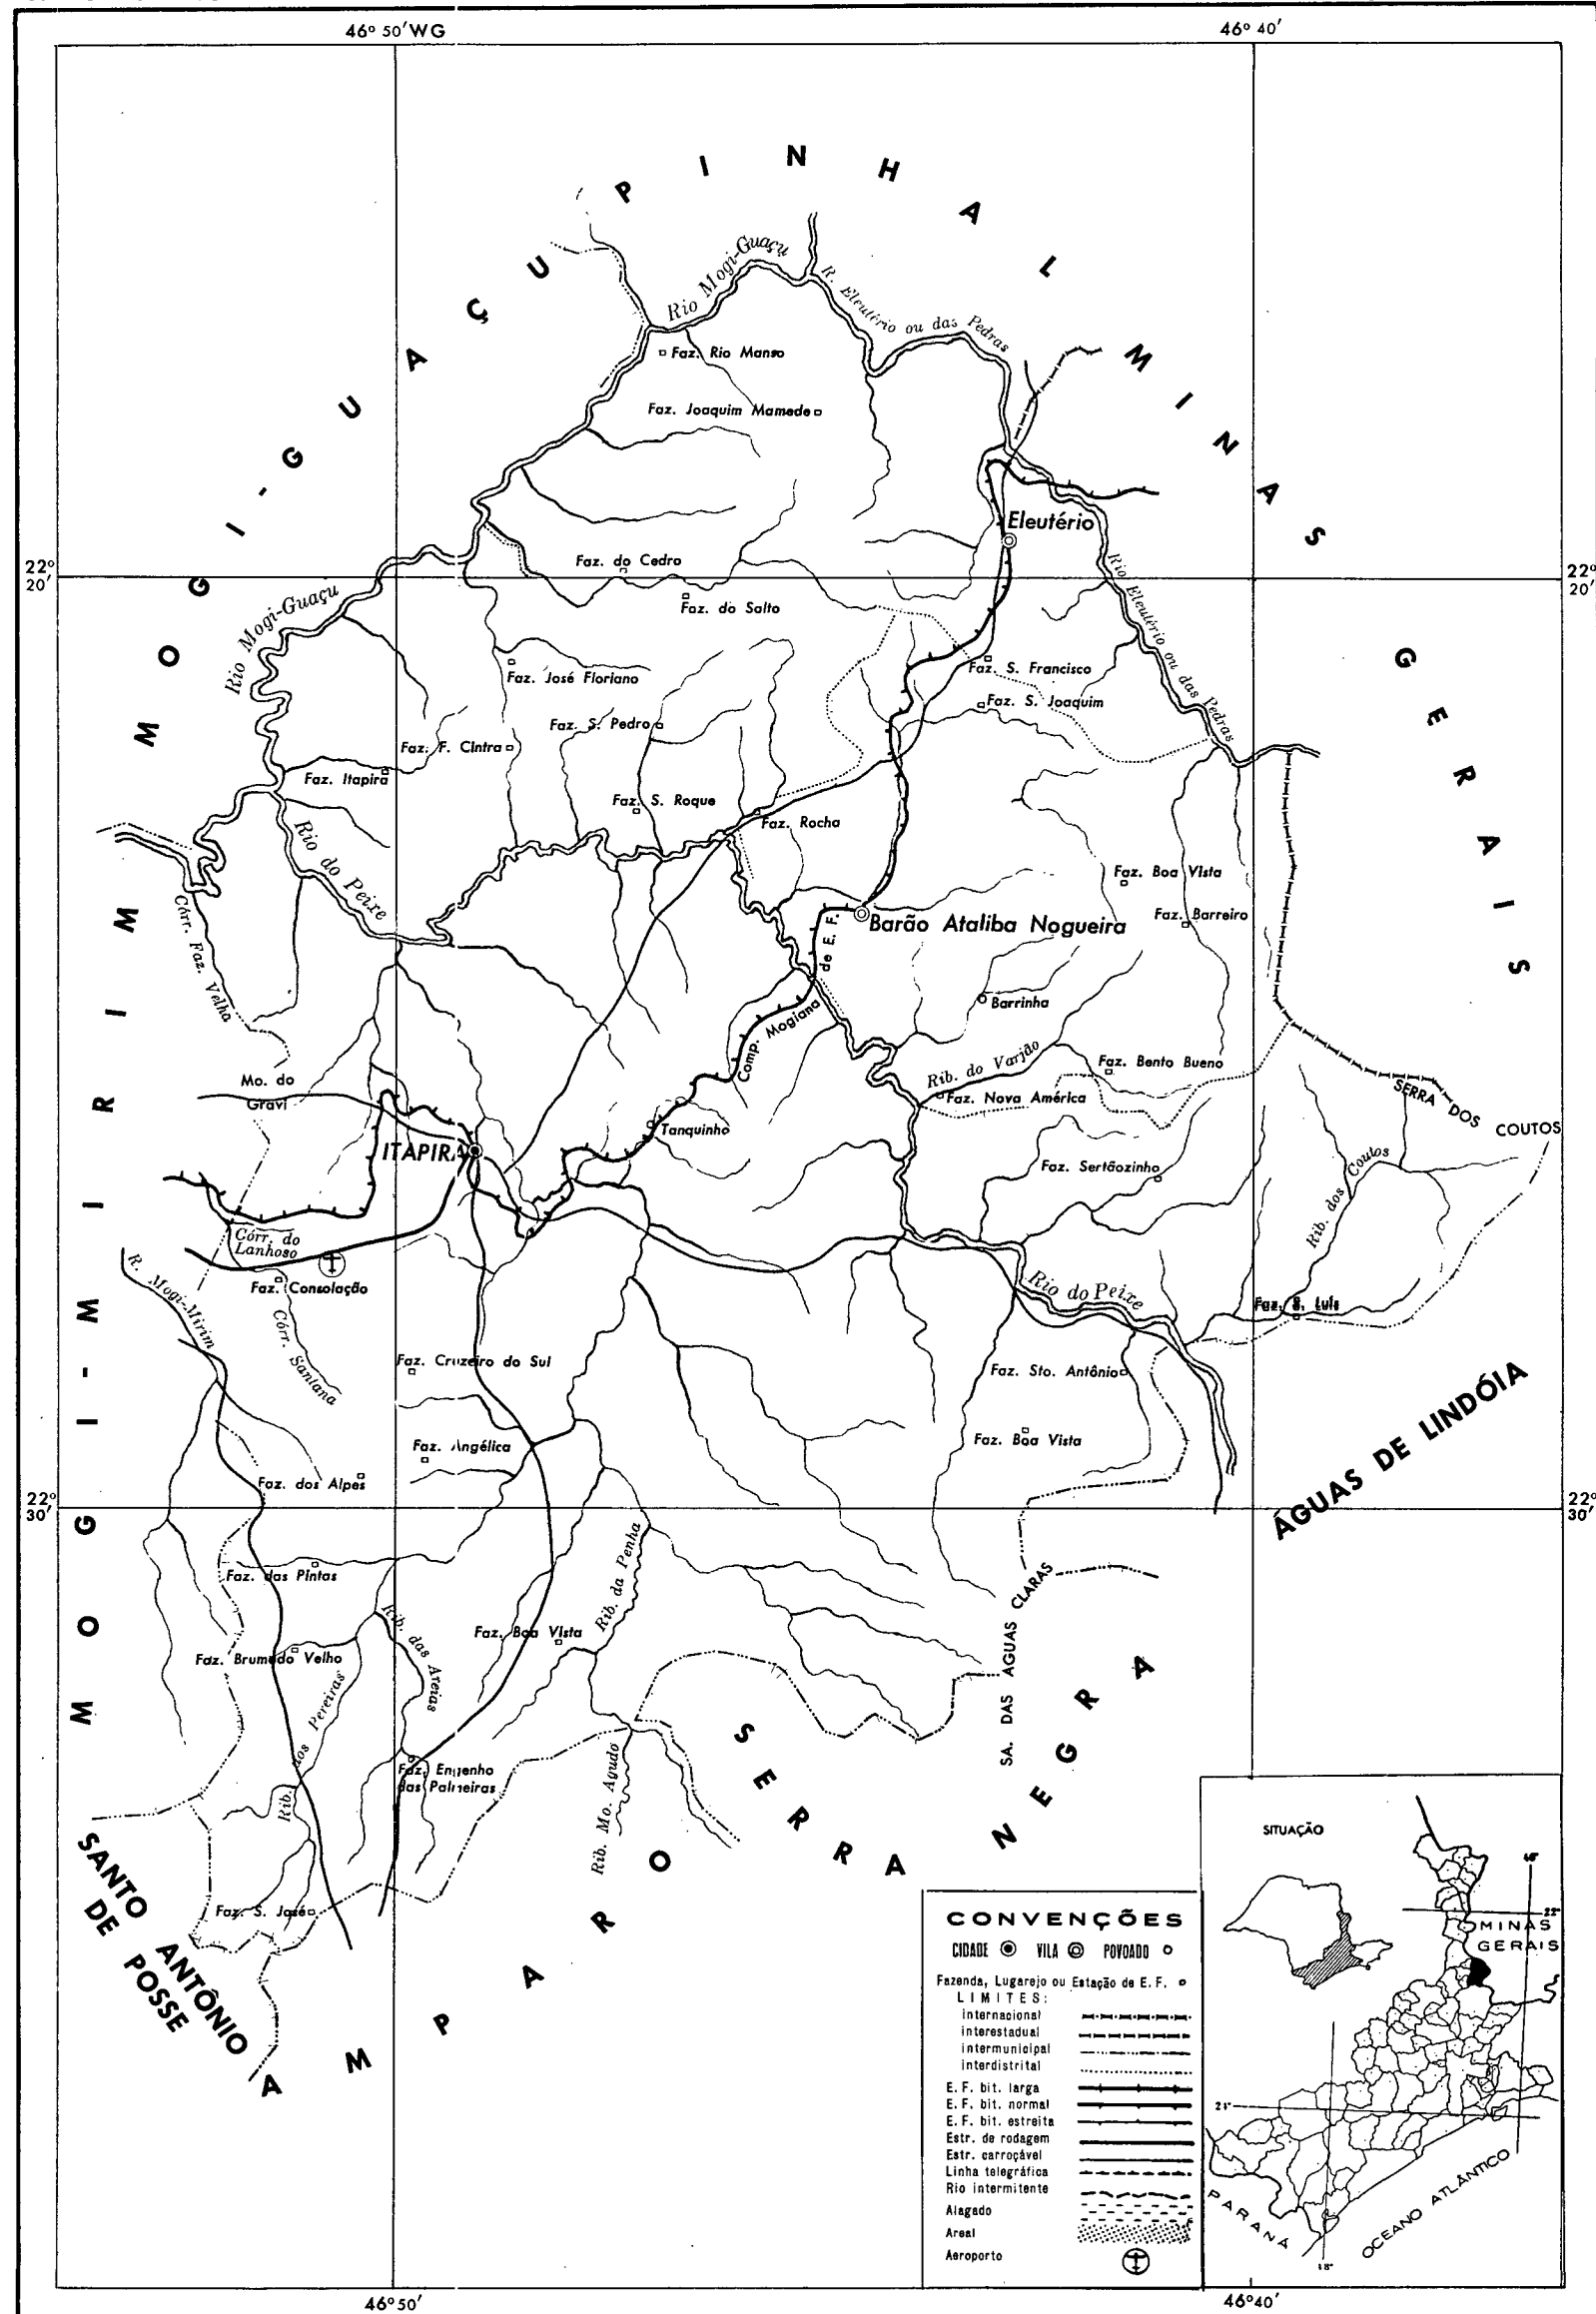 46° 50' WG
46° 40'
PINHAL
MOGI-GUAÇU
MINAS GERAIS
Rio Mogi-Guaçu
R. Eleutério ou das Pedras
Faz. Rio Manso
Faz. Joaquim Mamede
Eleutério
22°
20'
22°
20'
Faz. do Cedro
Faz. do Salto
Rio Mogi-Guaçu
Rio Eleutério ou das Pedras
Faz. José Floriano
Faz. S. Francisco
Faz. S. Joaquim
Faz. S. Pedro
Faz. F. Cintra
Faz. Itapira
Faz. S. Roque
Faz. Rocha
Rio do Peixe
Faz. Boa Vista
Faz. Barreiro
Barão Ataliba Nogueira
Córr. Faz. Velha
Barrinha
Comp. Mogiana de E. F.
Rib. do Varjão
Faz. Bento Bueno
Faz. Nova América
Mo. do
Gravi
SERRA DOS COUTOS
Tanquinho
ITAPIRA
Faz. Sertãozinho
Rib. dos Coutos
MOGI-MIRIM
Córr. do
Lanhoso
Faz. Consolação
R. Mogi-Mirim
Córr. Santana
Rio do Peixe
Faz. S. Luís
Faz. Cruzeiro do Sul
Faz. Sto. Antônio
Faz. Angélica
Faz. Boa Vista
Faz. dos Alpes
ÁGUAS DE LINDÓIA
22°
30'
22°
30'
Faz. das Pintas
Rib. da Penha
Rib. das Areias
Faz. Boa Vista
Faz. Brumado Velho
SA. DAS AGUAS CLARAS
Rib. dos Pereiras
Faz. Engenho
das Palmeiras
Rib. Mo. Agudo
SERRA NEGRA
SANTO ANTÔNIO
DE POSSE
Faz. S. José
AMPARO
CONVENÇÕES
CIDADE VILA POVOADO
Fazenda, Lugarejo ou Estação de E. F.
LIMITES:
internacional
interestadual
intermunicipal
interdistrital
E. F. bit. larga
E. F. bit. normal
E. F. bit. estreita
Estr. de rodagem
Estr. carroçável
Linha telegráfica
Rio intermitente
Alagado
Areal
Aeroporto
SITUAÇÃO
22°
MINAS
GERAIS
24°
PARANÁ
OCEANO ATLÂNTICO
48°
46° 50'
46° 40'